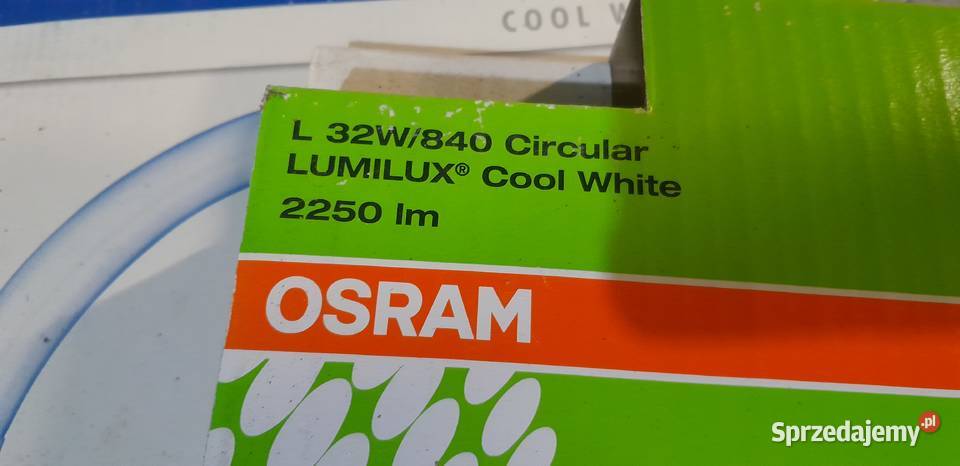 COOL W
L 32W/840 Circular
LUMILUX® Cool White
2250 lm
OSRAM
Sprzedajemy.pl